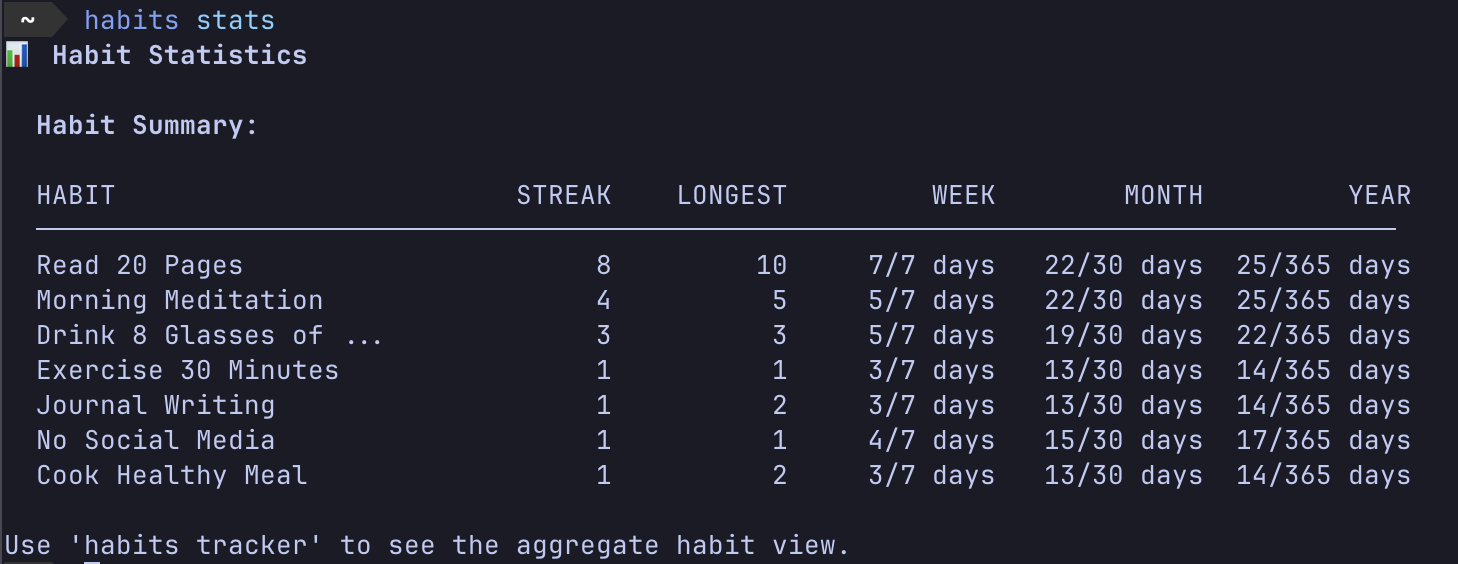 ~ habits stats
📊 Habit Statistics
Habit Summary:
HABIT STREAK LONGEST WEEK MONTH YEAR
Read 20 Pages 8 10 7/7 days 22/30 days 25/365 days
Morning Meditation 4 5 5/7 days 22/30 days 25/365 days
Drink 8 Glasses of ... 3 3 5/7 days 19/30 days 22/365 days
Exercise 30 Minutes 1 1 3/7 days 13/30 days 14/365 days
Journal Writing 1 2 3/7 days 13/30 days 14/365 days
No Social Media 1 1 4/7 days 15/30 days 17/365 days
Cook Healthy Meal 1 2 3/7 days 13/30 days 14/365 days
Use 'habits tracker' to see the aggregate habit view.